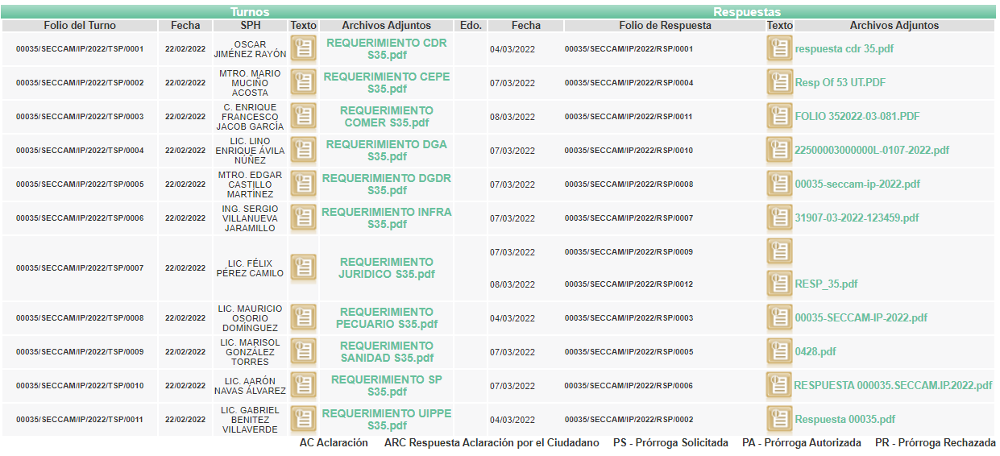 Turnos Respuestas
Folio del Turno Fecha SPH Texto Archivos Adjuntos Edo. Fecha Folio de Respuesta Texto Archivos Adjuntos
00035/SECCAM/IP/2022/TSP/0001 22/02/2022 OSCAR JIMÉNEZ RAYÓN REQUERIMIENTO CDR S35.pdf 04/03/2022 00035/SECCAM/IP/2022/RSP/0001 respuesta cdr 35.pdf
00035/SECCAM/IP/2022/TSP/0002 22/02/2022 MTRO. MARIO MUCIÑO ACOSTA REQUERIMIENTO CEPE S35.pdf 07/03/2022 00035/SECCAM/IP/2022/RSP/0004 Resp Of 53 UT.PDF
00035/SECCAM/IP/2022/TSP/0003 22/02/2022 C. ENRIQUE FRANCESCO JACOB GARCÍA REQUERIMIENTO COMER S35.pdf 08/03/2022 00035/SECCAM/IP/2022/RSP/0011 FOLIO 352022-03-081.PDF
00035/SECCAM/IP/2022/TSP/0004 22/02/2022 LIC. LINO ENRIQUE ÁVILA NÚÑEZ REQUERIMIENTO DGA S35.pdf 07/03/2022 00035/SECCAM/IP/2022/RSP/0010 22500003000000L-0107-2022.pdf
00035/SECCAM/IP/2022/TSP/0005 22/02/2022 MTRO. EDGAR CASTILLO MARTÍNEZ REQUERIMIENTO DGDR S35.pdf 07/03/2022 00035/SECCAM/IP/2022/RSP/0008 00035-seccam-ip-2022.pdf
00035/SECCAM/IP/2022/TSP/0006 22/02/2022 ING. SERGIO VILLANUEVA JARAMILLO REQUERIMIENTO INFRA S35.pdf 07/03/2022 00035/SECCAM/IP/2022/RSP/0007 31907-03-2022-123459.pdf
00035/SECCAM/IP/2022/TSP/0007 22/02/2022 LIC. FÉLIX PÉREZ CAMILO REQUERIMIENTO JURIDICO S35.pdf 07/03/2022 00035/SECCAM/IP/2022/RSP/0009
08/03/2022 00035/SECCAM/IP/2022/RSP/0012 RESP_35.pdf
00035/SECCAM/IP/2022/TSP/0008 22/02/2022 LIC. MAURICIO OSORIO DOMÍNGUEZ REQUERIMIENTO PECUARIO S35.pdf 04/03/2022 00035/SECCAM/IP/2022/RSP/0003 00035-SECCAM-IP-2022.pdf
00035/SECCAM/IP/2022/TSP/0009 22/02/2022 LIC. MARISOL GONZÁLEZ TORRES REQUERIMIENTO SANIDAD S35.pdf 07/03/2022 00035/SECCAM/IP/2022/RSP/0005 0428.pdf
00035/SECCAM/IP/2022/TSP/0010 22/02/2022 LIC. AARÓN NAVAS ÁLVAREZ REQUERIMIENTO SP S35.pdf 07/03/2022 00035/SECCAM/IP/2022/RSP/0006 RESPUESTA 000035.SECCAM.IP.2022.pdf
00035/SECCAM/IP/2022/TSP/0011 22/02/2022 LIC. GABRIEL BENITEZ VILLAVERDE REQUERIMIENTO UIPPE S35.pdf 04/03/2022 00035/SECCAM/IP/2022/RSP/0002 Respuesta 00035.pdf
AC Aclaración ARC Respuesta Aclaración por el Ciudadano PS - Prórroga Solicitada PA - Prórroga Autorizada PR - Prórroga Rechazada